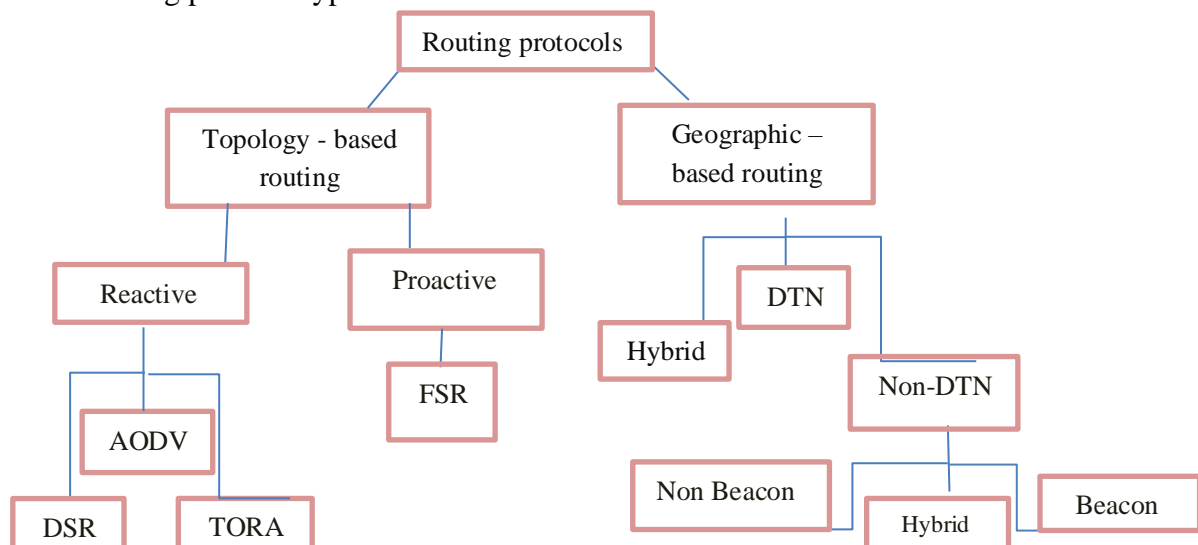 Routing protocols
Topology - based
routing
Geographic –
based routing
Reactive
Proactive
Hybrid
DTN
Non-DTN
FSR
AODV
DSR
TORA
Non Beacon
Hybrid
Beacon